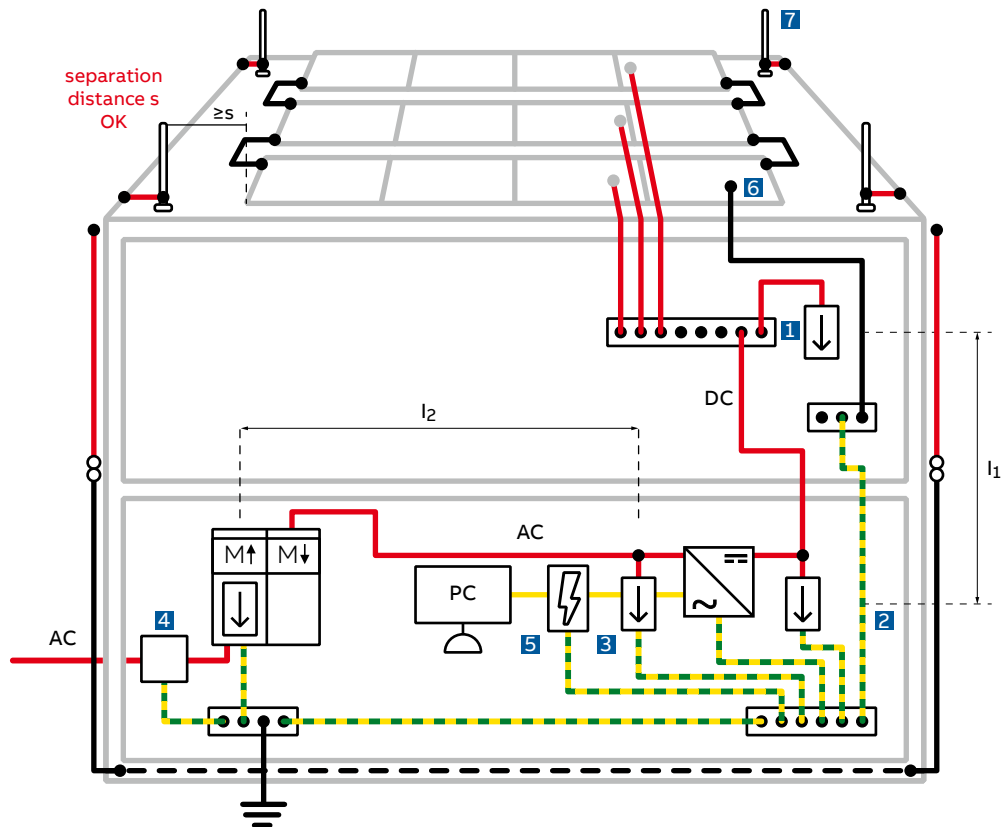 7
separation
distance s
OK
≥s
6
1
DC
l2
l1
AC
M↑ M↓
PC
4
AC
5
3
2